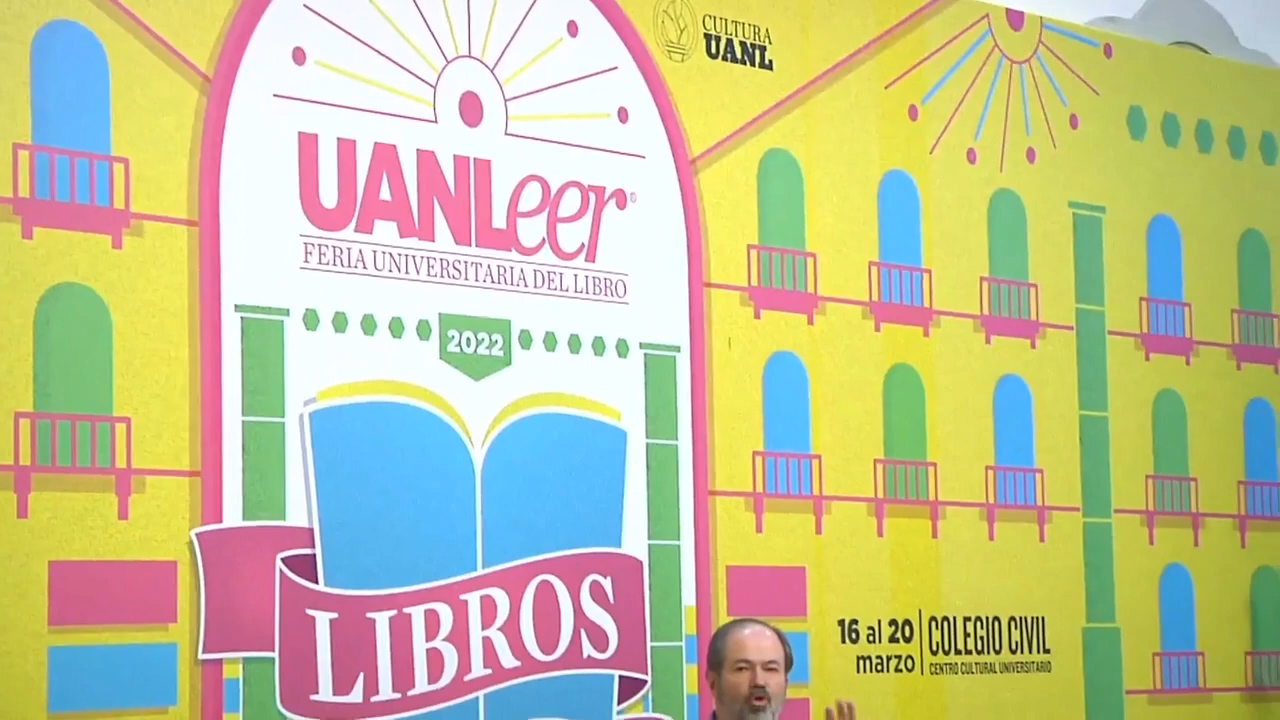 CULTURA
UANL
UANLeer®
FERIA UNIVERSITARIA DEL LIBRO
2022
LIBROS
16 al 20
marzo
COLEGIO CIVIL
CENTRO CULTURAL UNIVERSITARIO